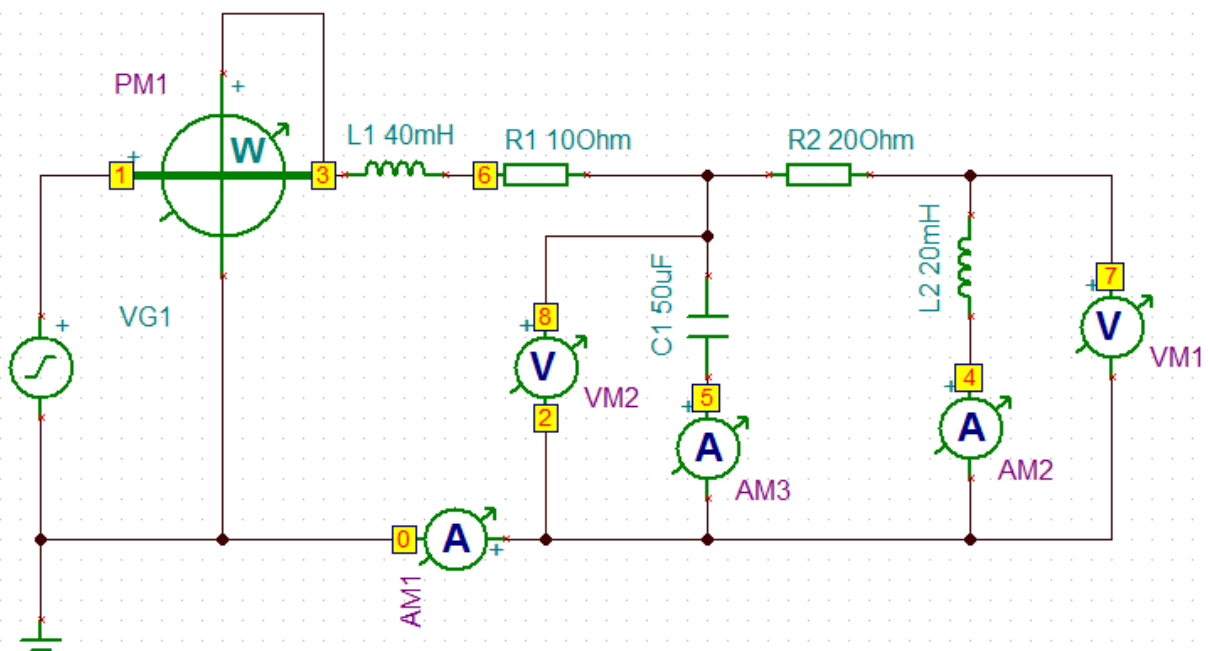 PM1
+
W
L1 40mH
R1 10Ohm
R2 20Ohm
1
+
3
6
VG1
+
8
+
V
VM2
2
C1 50uF
5
+
A
AM3
L2 20mH
4
+
A
AM2
7
+
V
VM1
0
A
+
AM1